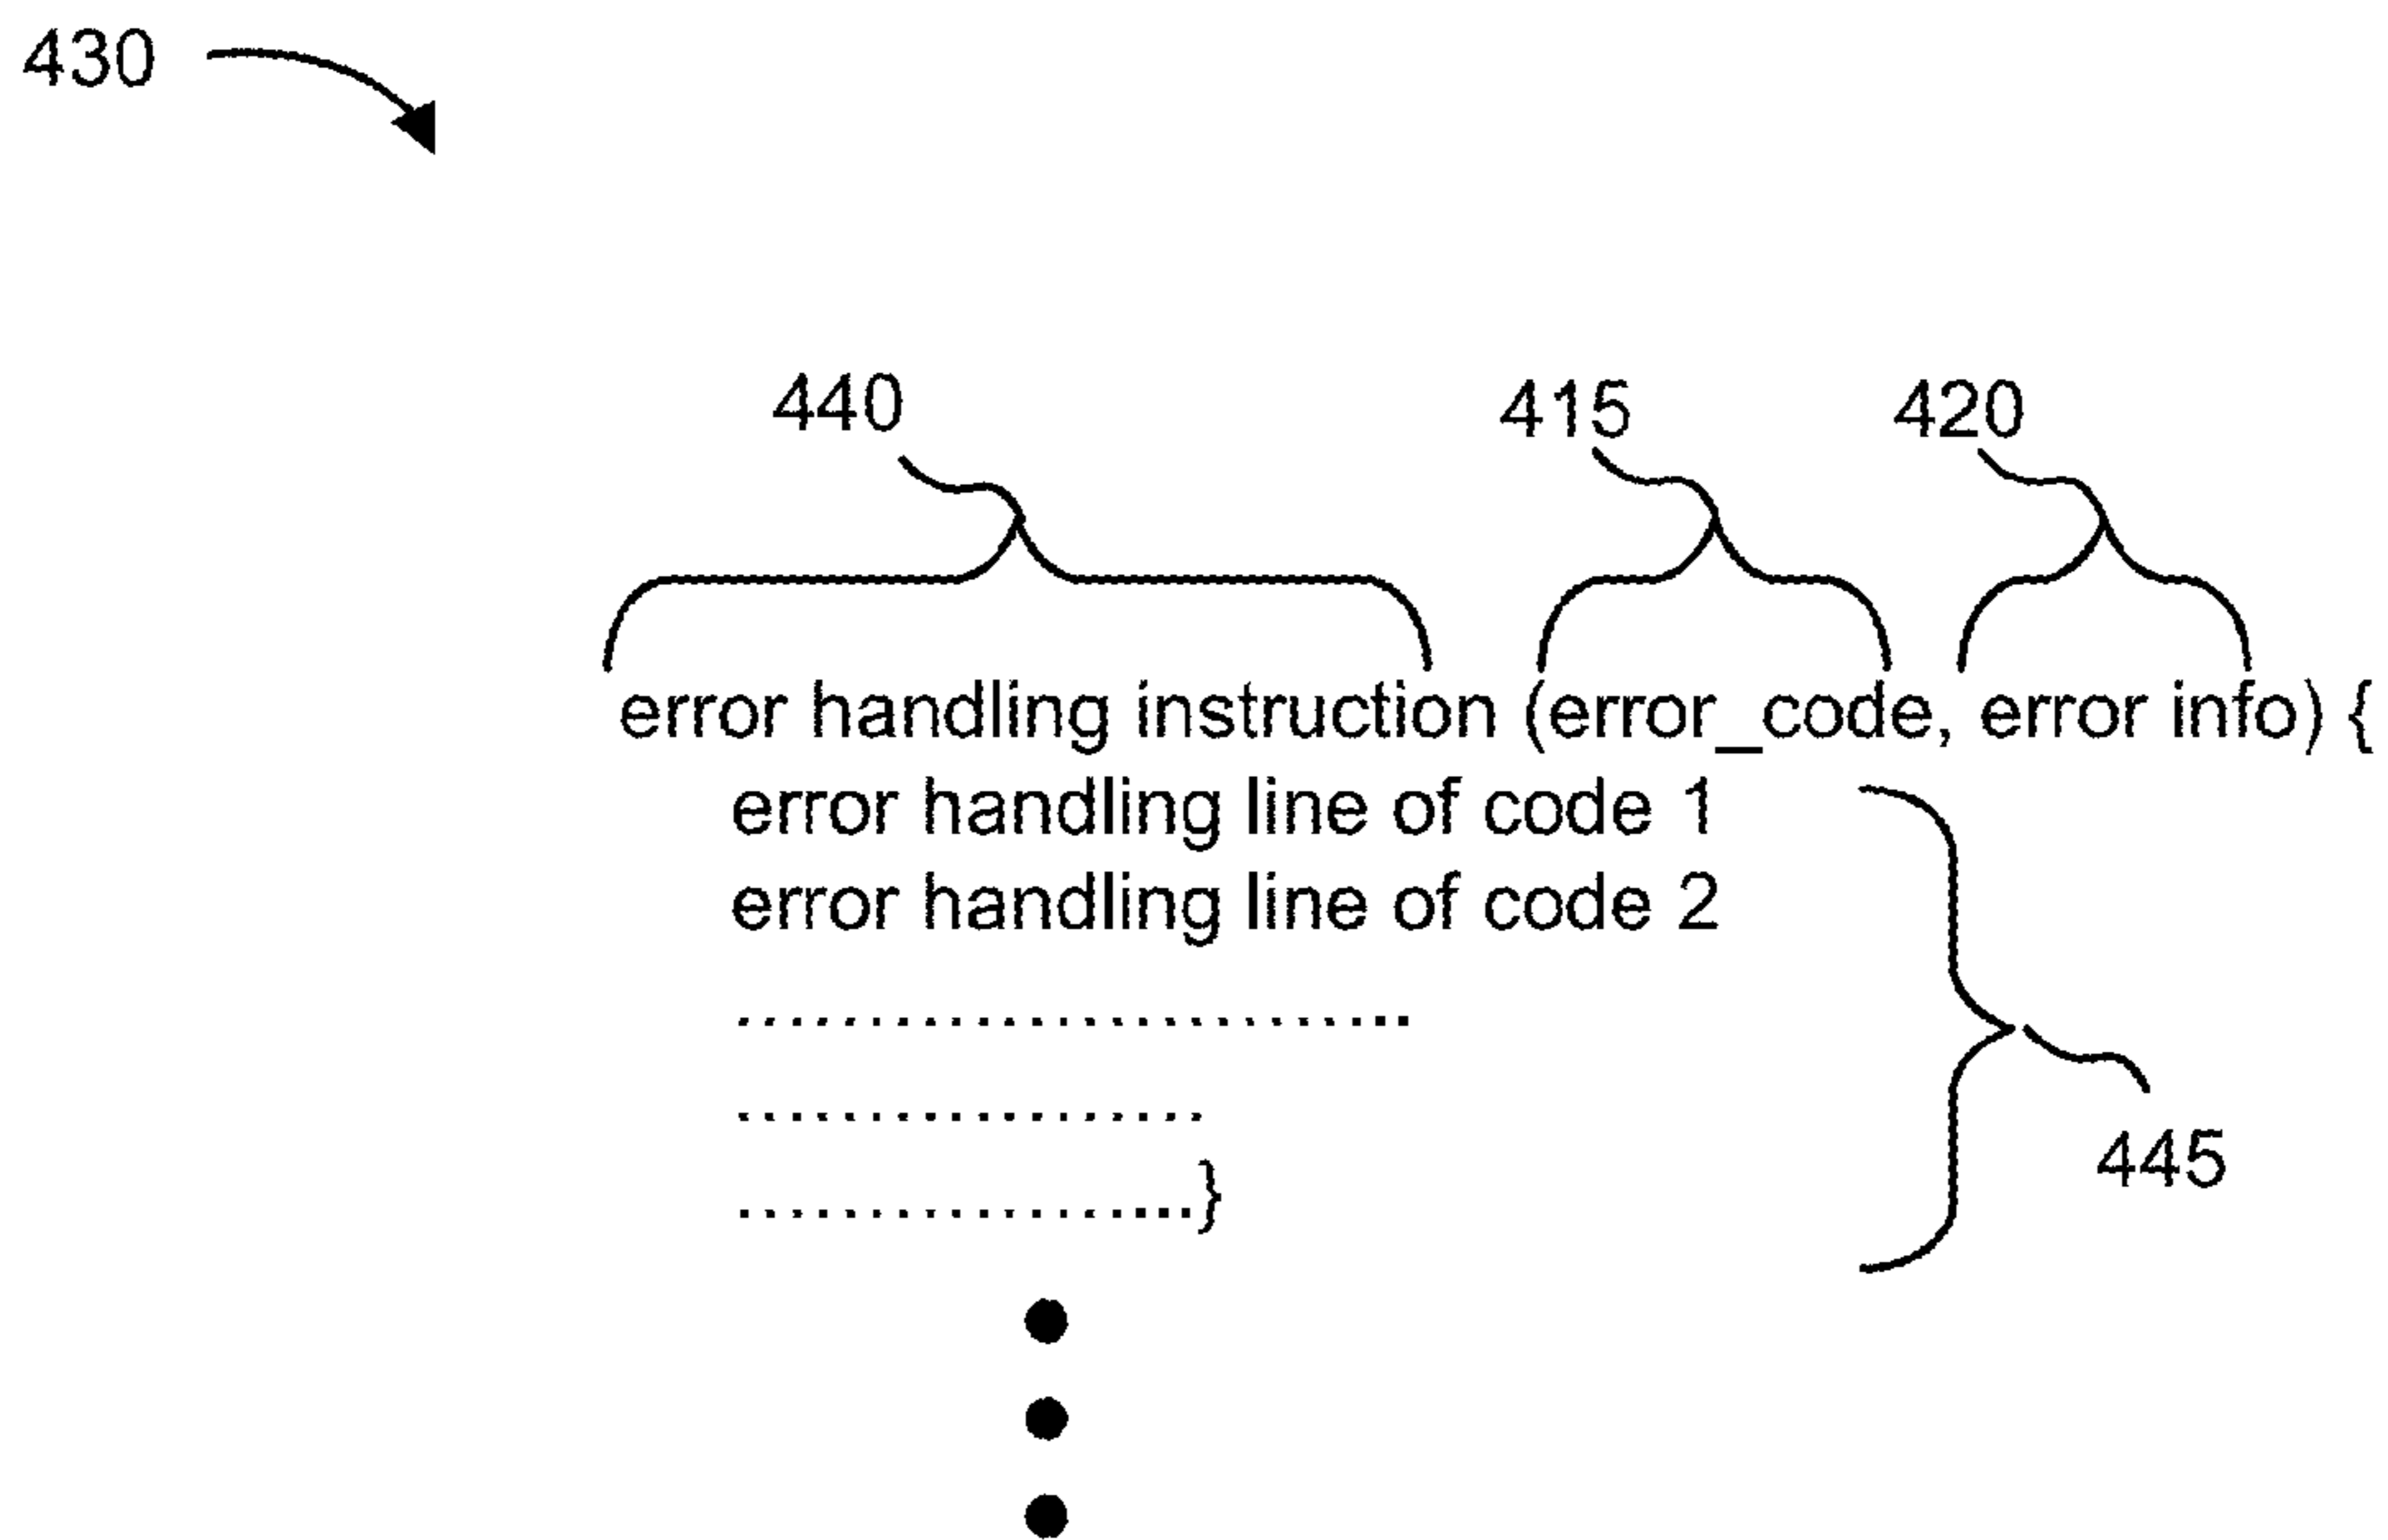 430
440 415 420
error handling instruction (error_code, error info) {
error handling line of code 1
error handling line of code 2
..........................
..................
..................}
445